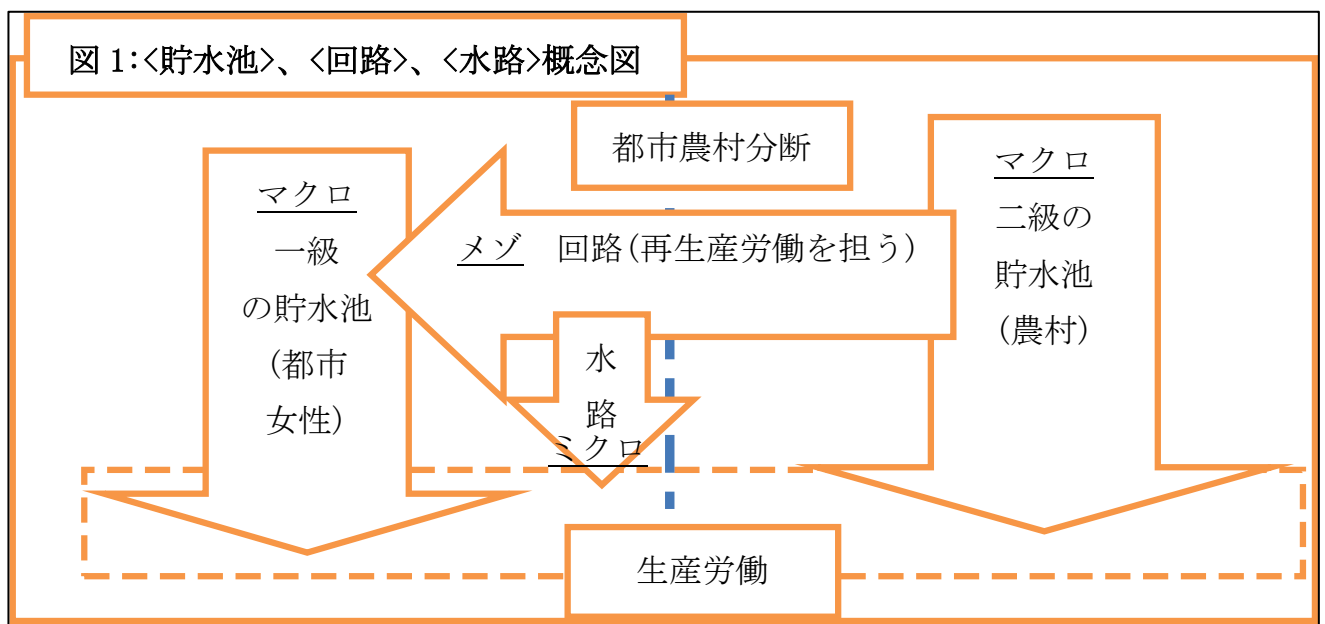 図1:<貯水池>、<回路>、<水路>概念図
都市農村分断
マクロ
一級
の貯水池
(都市
女性)
メゾ　回路(再生産労働を担う)
マクロ
二級の
貯水池
(農村)
水
路
ミクロ
生産労働